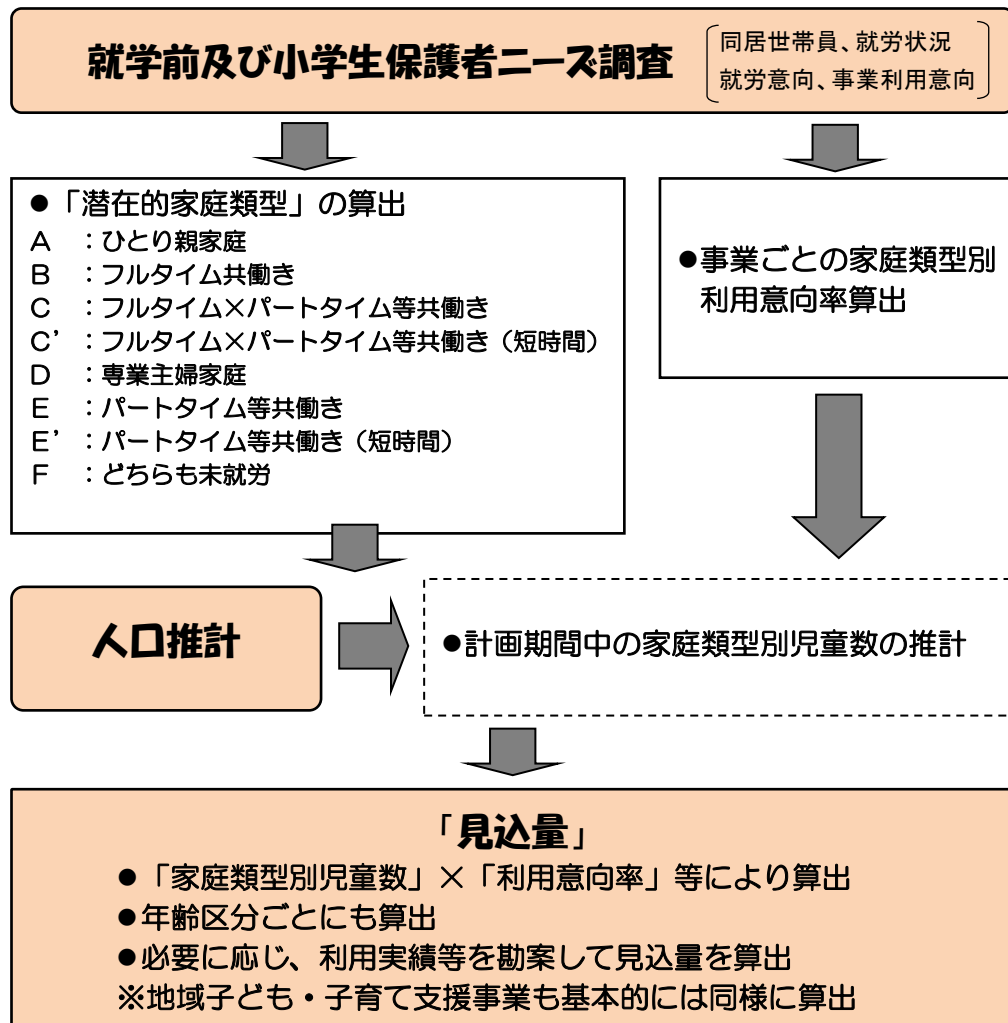 就学前及び小学生保護者ニーズ調査
同居世帯員、就労状況
就労意向、事業利用意向
●「潜在的家庭類型」の算出
A ：ひとり親家庭
B ：フルタイム共働き
C ：フルタイム×パートタイム等共働き
C’：フルタイム×パートタイム等共働き（短時間）
D ：専業主婦家庭
E ：パートタイム等共働き
E’：パートタイム等共働き（短時間）
F ：どちらも未就労
●事業ごとの家庭類型別
利用意向率算出
人口推計
●計画期間中の家庭類型別児童数の推計
「見込量」
●「家庭類型別児童数」×「利用意向率」等により算出
●年齢区分ごとにも算出
●必要に応じ、利用実績等を勘案して見込量を算出
※地域子ども・子育て支援事業も基本的には同様に算出